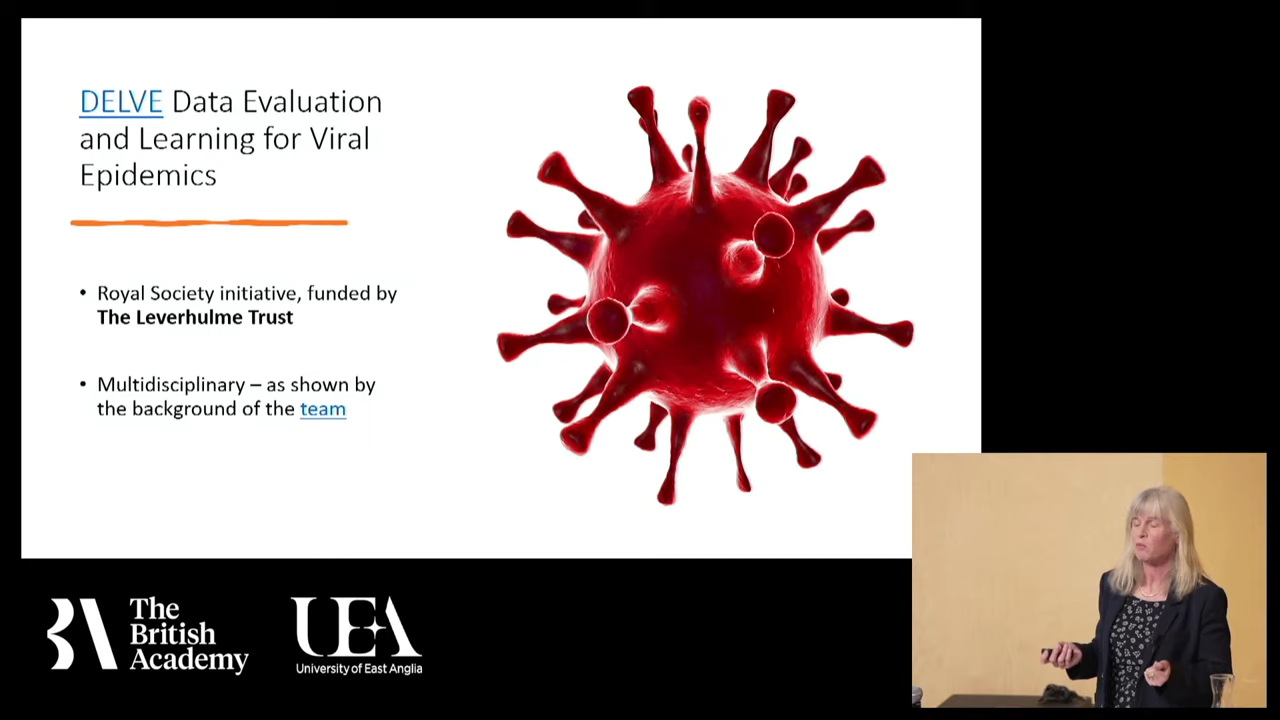 DELVE Data Evaluation
and Learning for Viral
Epidemics
• Royal Society initiative, funded by
The Leverhulme Trust
• Multidisciplinary – as shown by
the background of the team
The
British
Academy
UEA
University of East Anglia